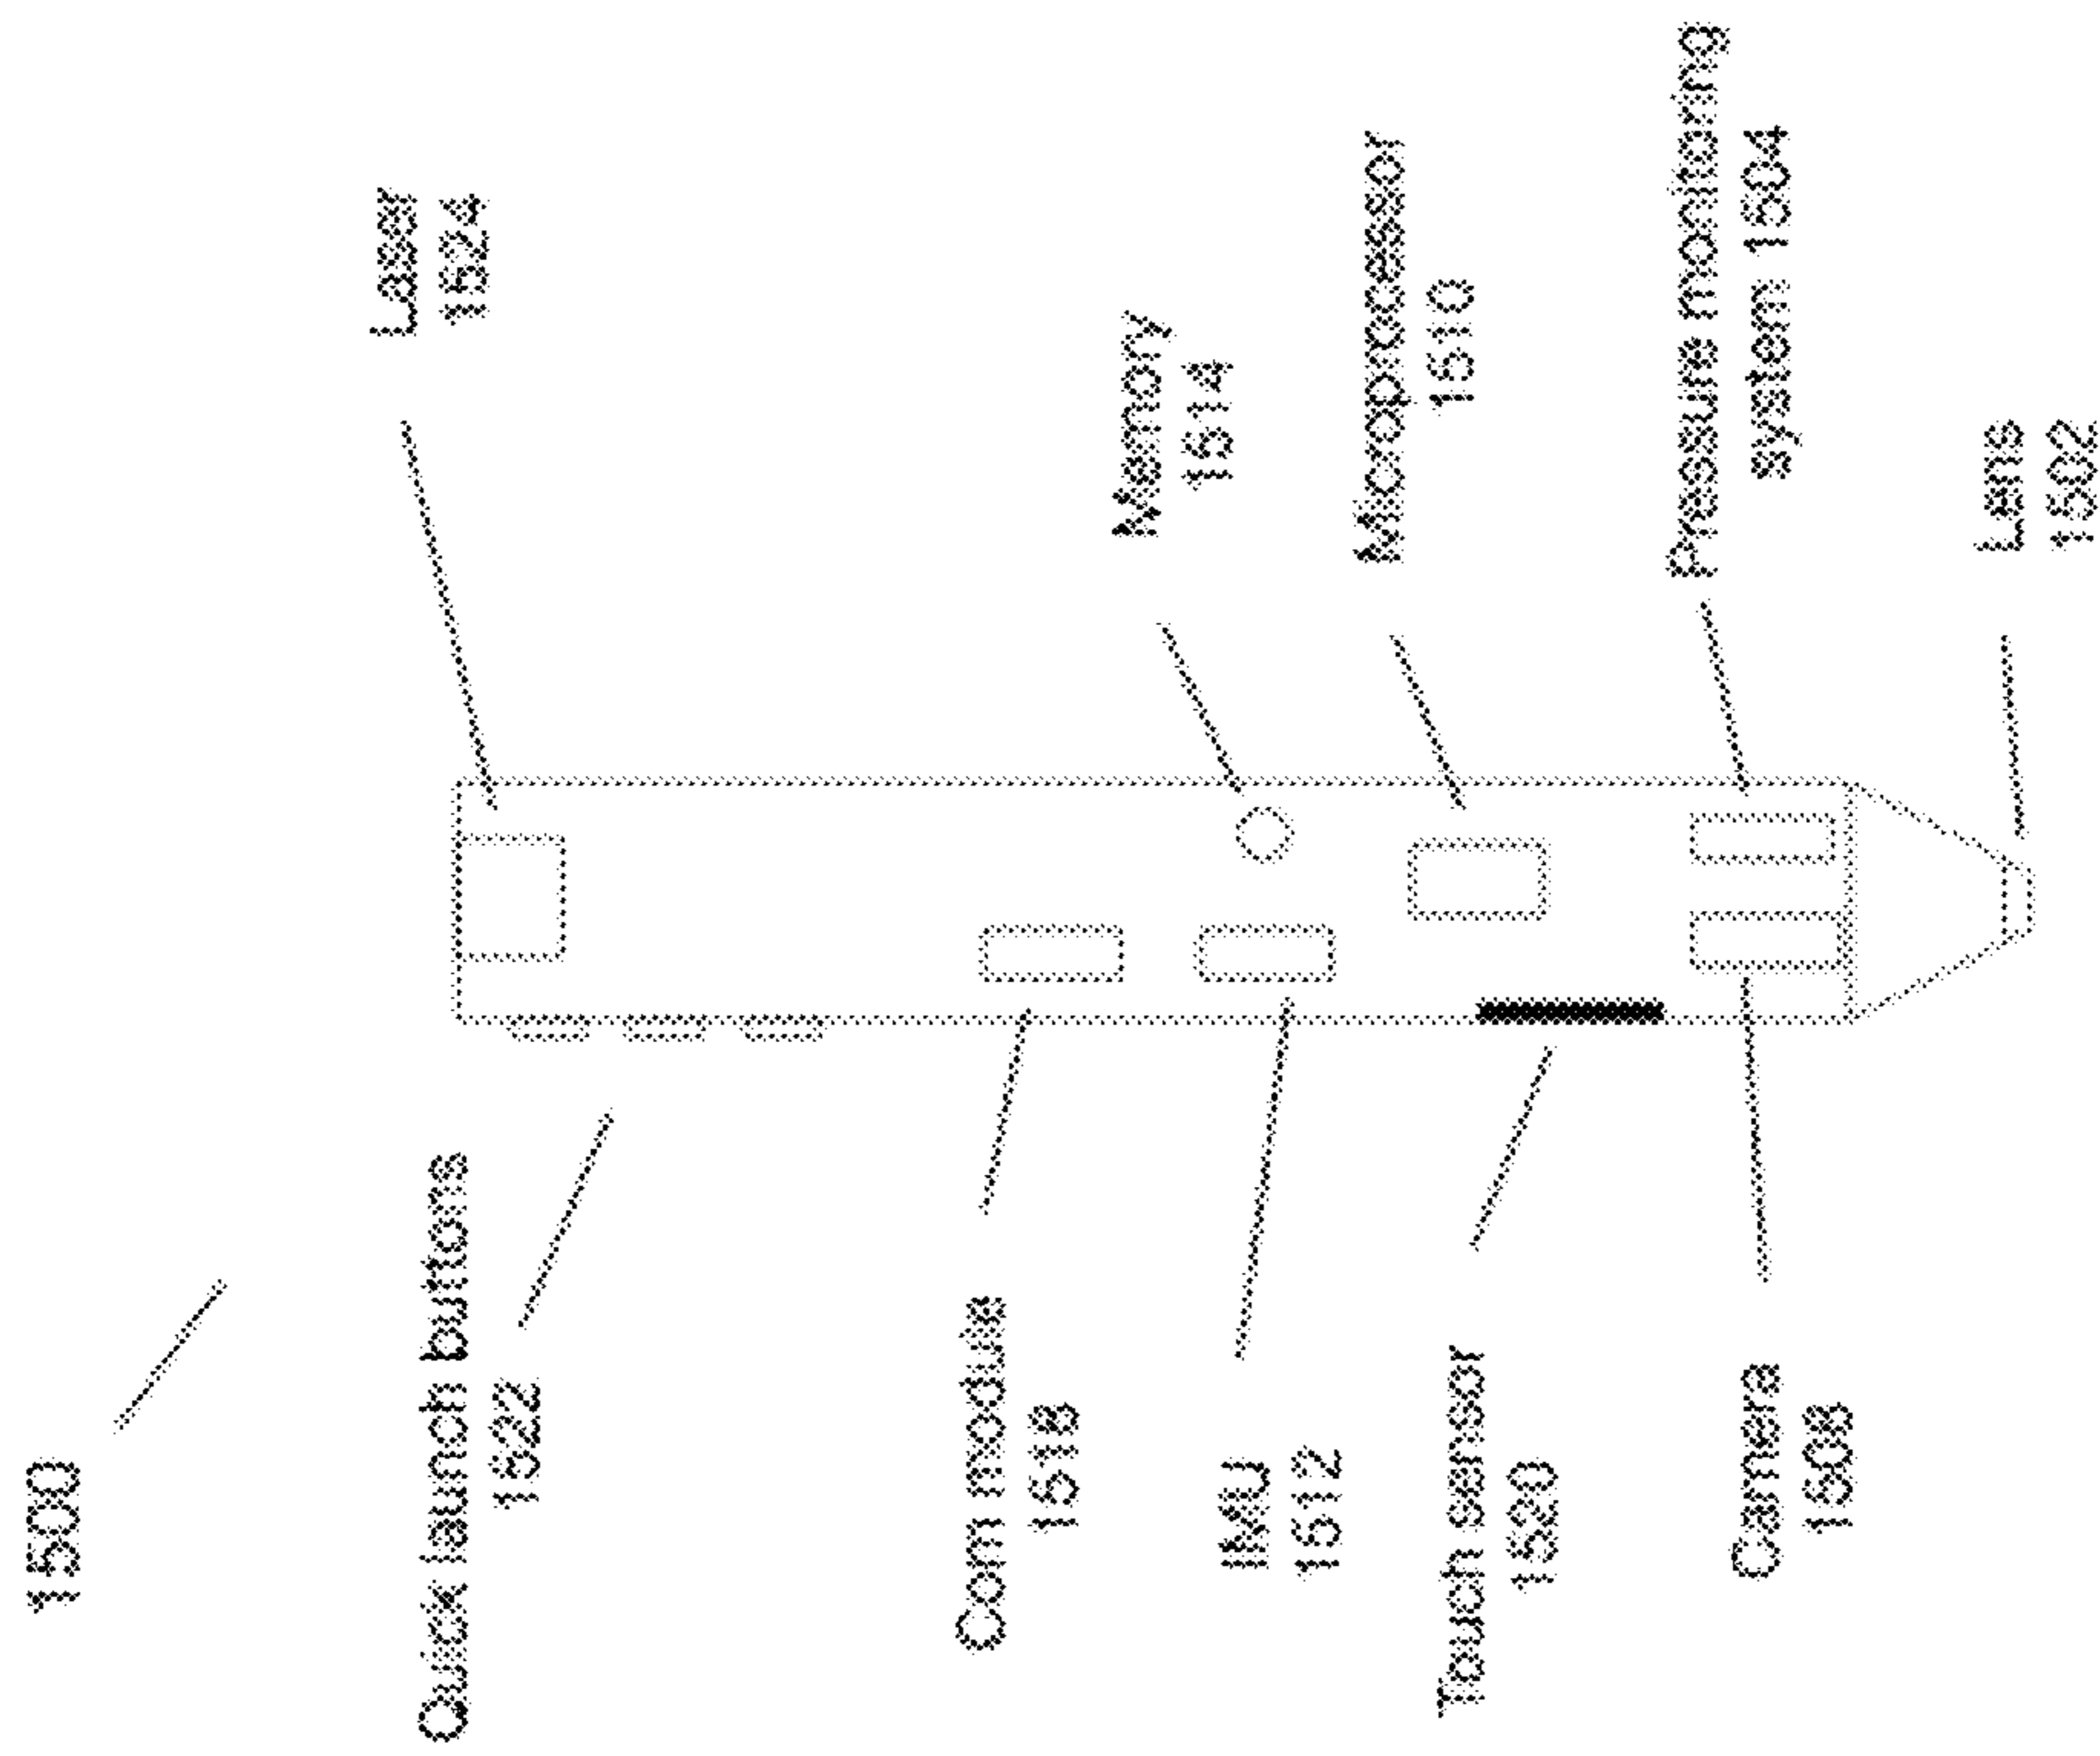 1500
Quick launch buttons
1522
Laser
1524
Com module
1518
Memory
1514
IMU
1512
Microprocessor
1510
Touch sensor
1520
Pressure monitoring
system 1504
Camera
1508
Lens
1502